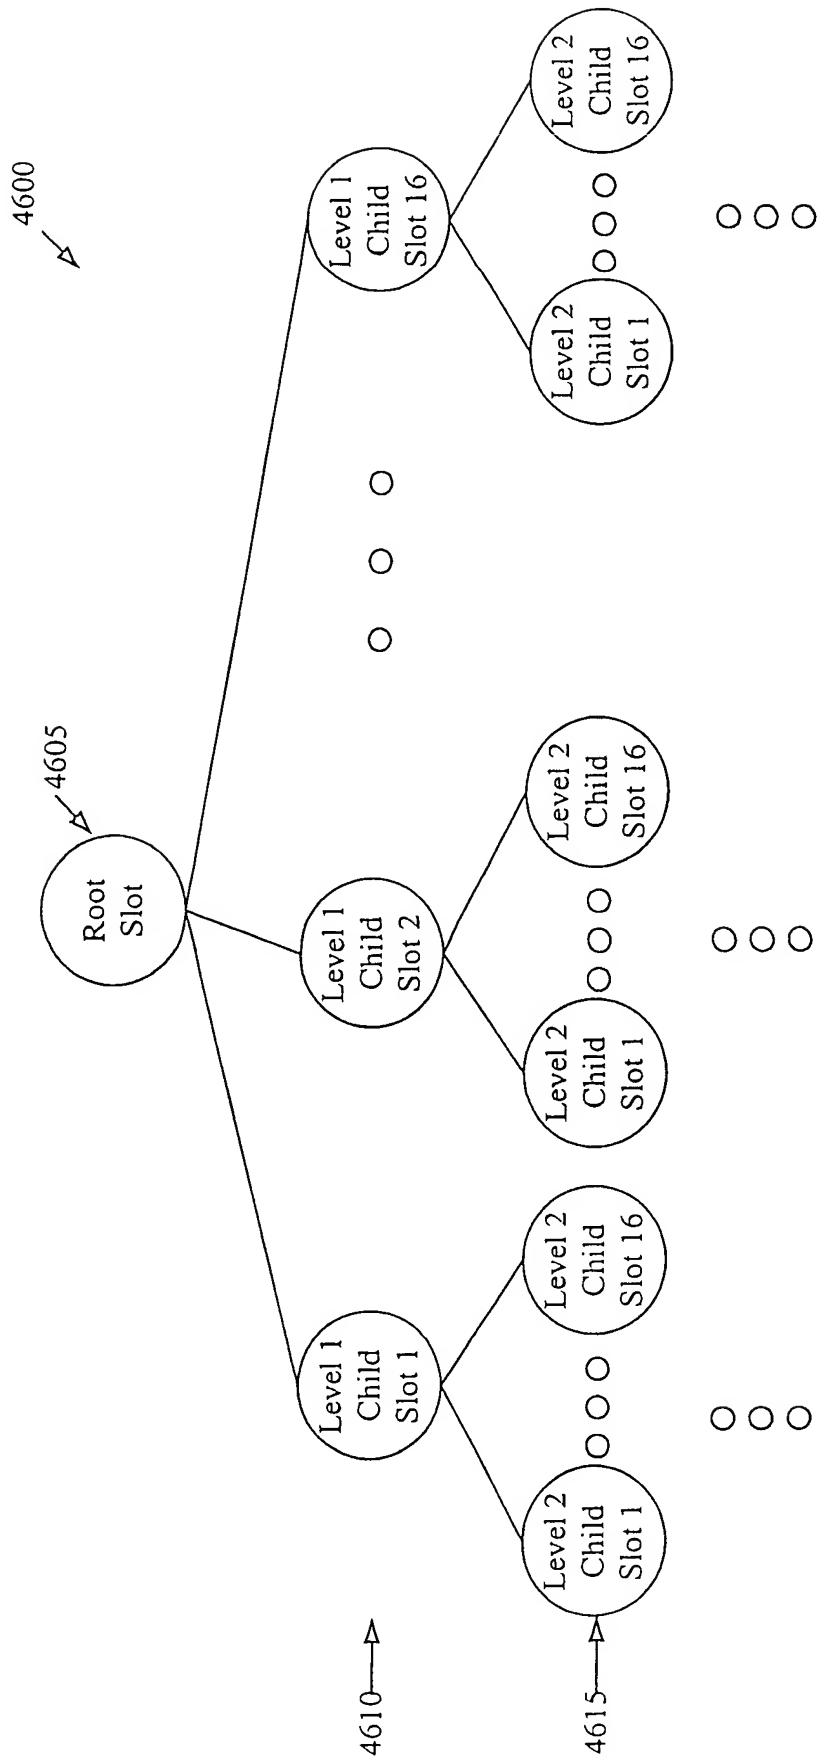 4600
4605
Root
Slot
4610
Level 1
Child
Slot 1
Level 1
Child
Slot 2
Level 1
Child
Slot 16
4615
Level 2
Child
Slot 1
Level 2
Child
Slot 16
Level 2
Child
Slot 1
Level 2
Child
Slot 16
Level 2
Child
Slot 1
Level 2
Child
Slot 16